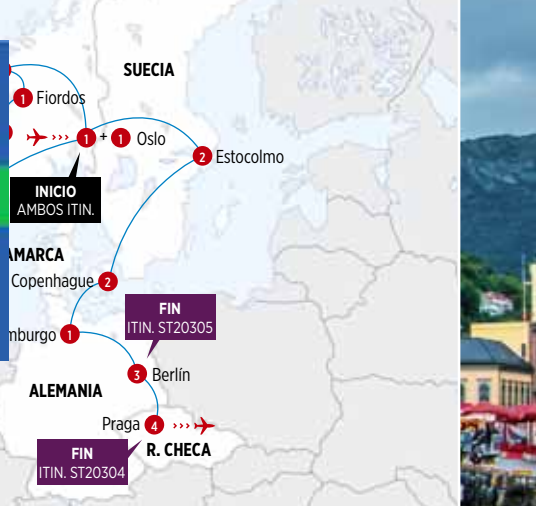 SUECIA
1 Fiordos
1 + 1 Oslo
2 Estocolmo
INICIO
AMBOS ITIN.
AMARCA
Copenhague 2
FIN
ITIN. ST20305
mburgo 1
3 Berlín
ALEMANIA
Praga 4
R. CHECA
FIN
ITIN. ST20304